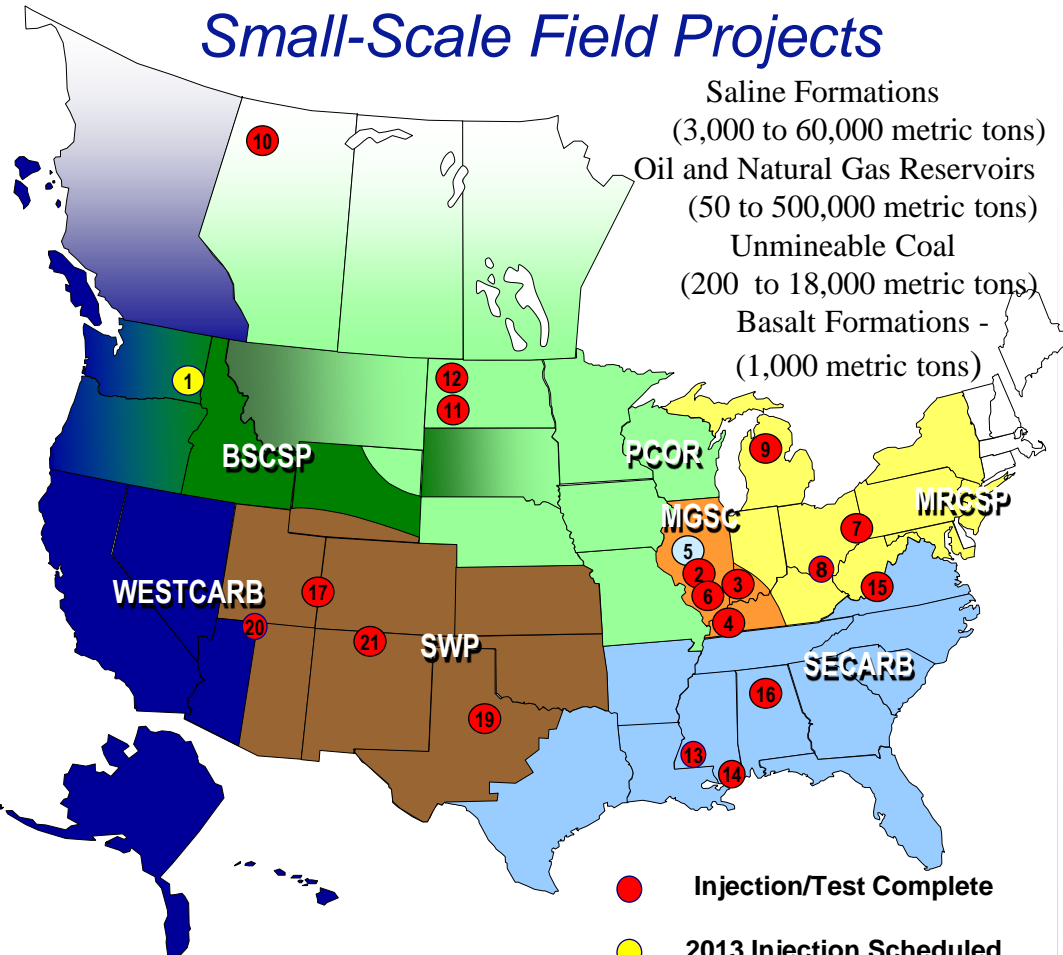 Small-Scale Field Projects
Saline Formations
(3,000 to 60,000 metric tons)
Oil and Natural Gas Reservoirs
(50 to 500,000 metric tons)
Unmineable Coal
(200 to 18,000 metric tons)
Basalt Formations -
(1,000 metric tons)
10
1
12
11
BSCSP
PCOR
9
MGSC
MRCSP
7
5
2
3
8
6
15
4
WESTCARB
17
20
21
SWP
SECARB
16
19
13
14
Injection/Test Complete
2013 Injection Scheduled